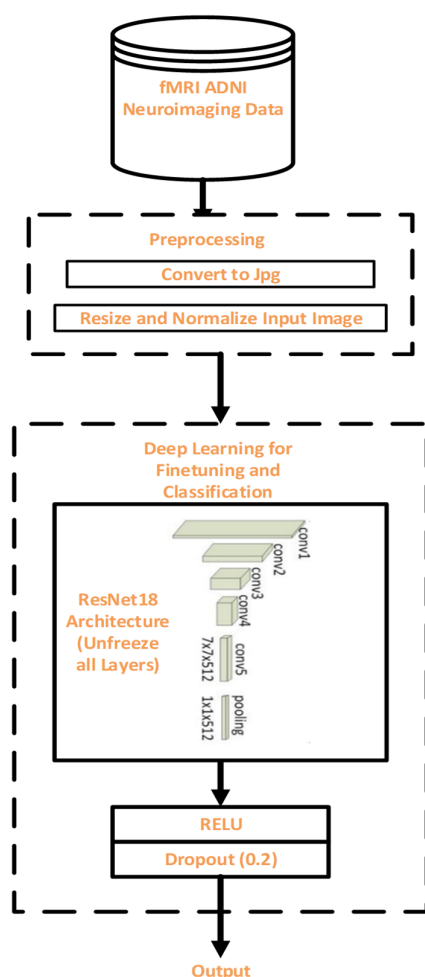 fMRI ADNI
Neuroimaging Data
Preprocessing
Convert to Jpg
Resize and Normalize Input Image
Deep Learning for
Finetuning and
Classification
ResNet18
Architecture
(Unfreeze
all Layers)
conv1
conv2
conv3
conv4
conv5
7x7x512
pooling
1x1x512
RELU
Dropout (0.2)
Output